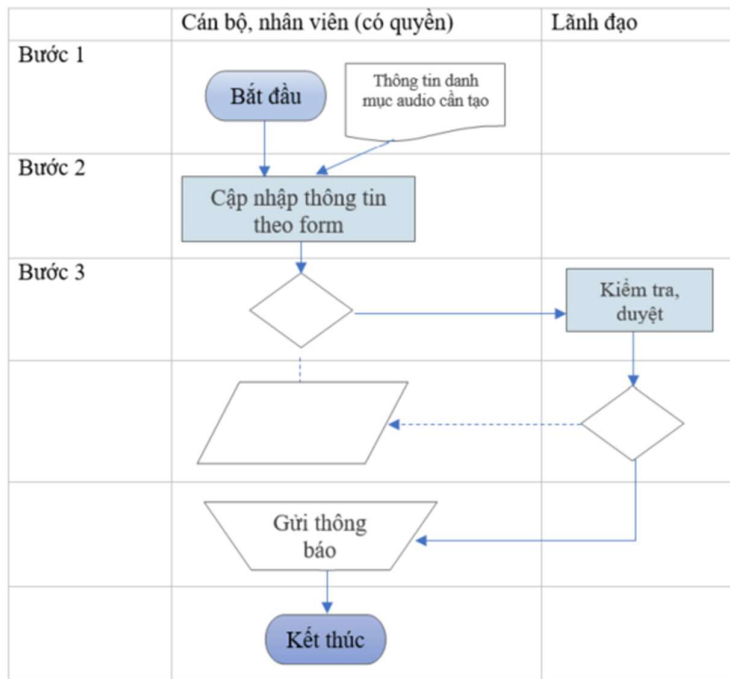 Cán bộ, nhân viên (có quyền)
Lãnh đạo
Bước 1
Bắt đầu
Thông tin danh
mục audio cần tạo
Bước 2
Cập nhập thông tin
theo form
Bước 3
Kiểm tra,
duyệt
Gửi thông
báo
Kết thúc